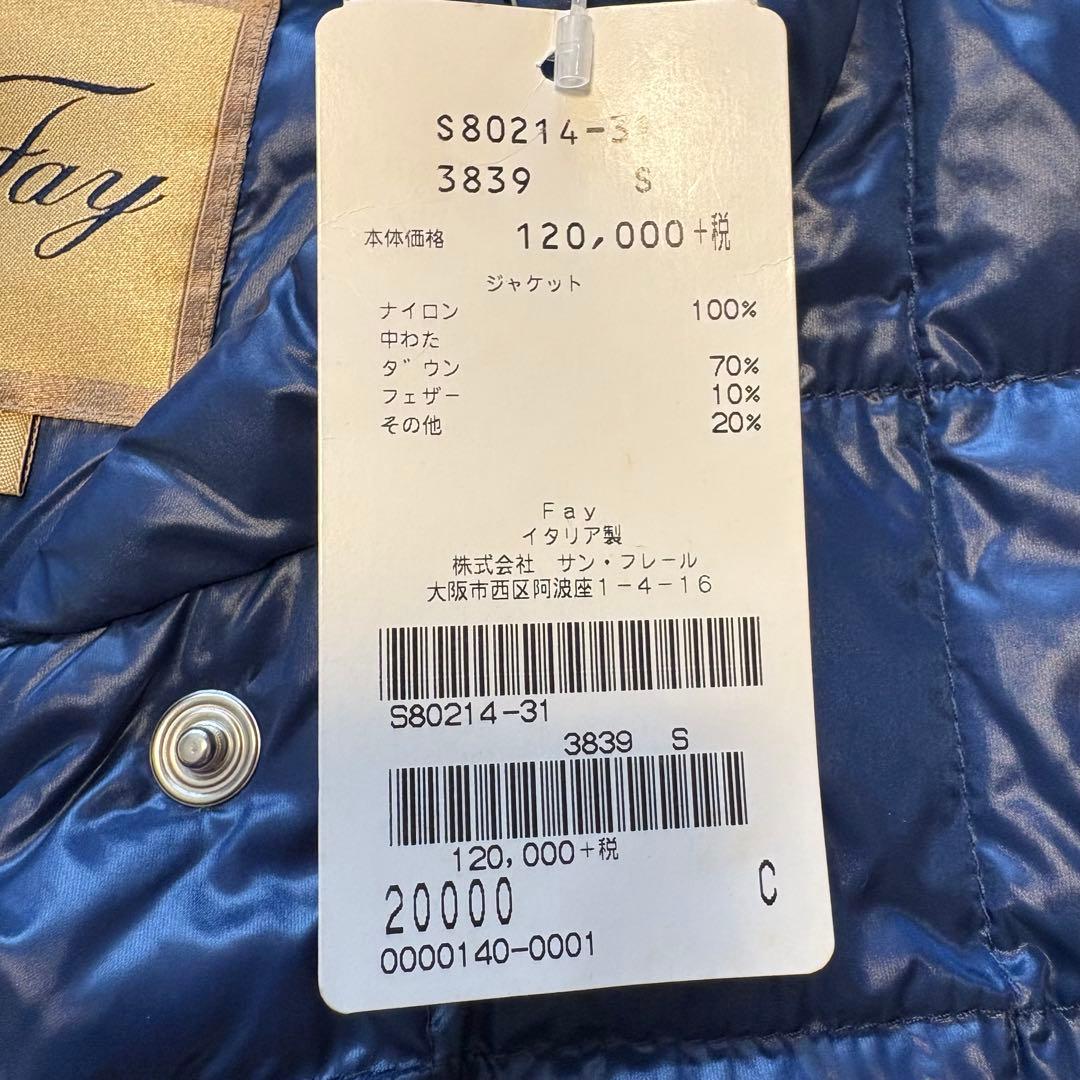 Fay
S80214-31
3839 S
本体価格 120,000+税
ジャケット
ナイロン 100%
中わた
ダウン 70%
フェザー 10%
その他 20%
Fay
イタリア製
株式会社 サン・フレール
大阪市西区阿波座1-4-16
S80214-31
3839 S
120,000+税
20000 C
0000140-0001